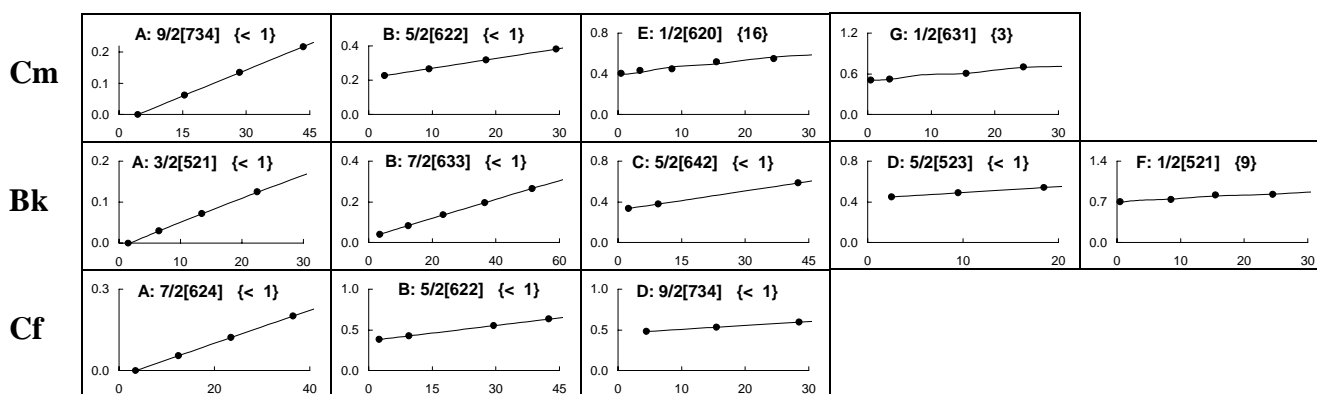 Cm
A: 9/2[734] {< 1}
0.2
0.1
0.0
0 15 30 45
B: 5/2[622] {< 1}
0.4
0.2
0.0
0 10 20 30
E: 1/2[620] {16}
0.8
0.4
0.0
0 10 20 30
G: 1/2[631] {3}
1.2
0.6
0.0
0 10 20 30
Bk
A: 3/2[521] {< 1}
0.2
0.1
0.0
0 10 20 30
B: 7/2[633] {< 1}
0.4
0.2
0.0
0 20 40 60
C: 5/2[642] {< 1}
0.8
0.4
0.0
0 15 30 45
D: 5/2[523] {< 1}
0.8
0.4
0.0
0 10 20
F: 1/2[521] {9}
1.4
0.7
0.0
0 10 20 30
Cf
A: 7/2[624] {< 1}
0.3
0.0
0 20 40
B: 5/2[622] {< 1}
1.0
0.5
0.0
0 15 30 45
D: 9/2[734] {< 1}
1.0
0.5
0.0
0 10 20 30